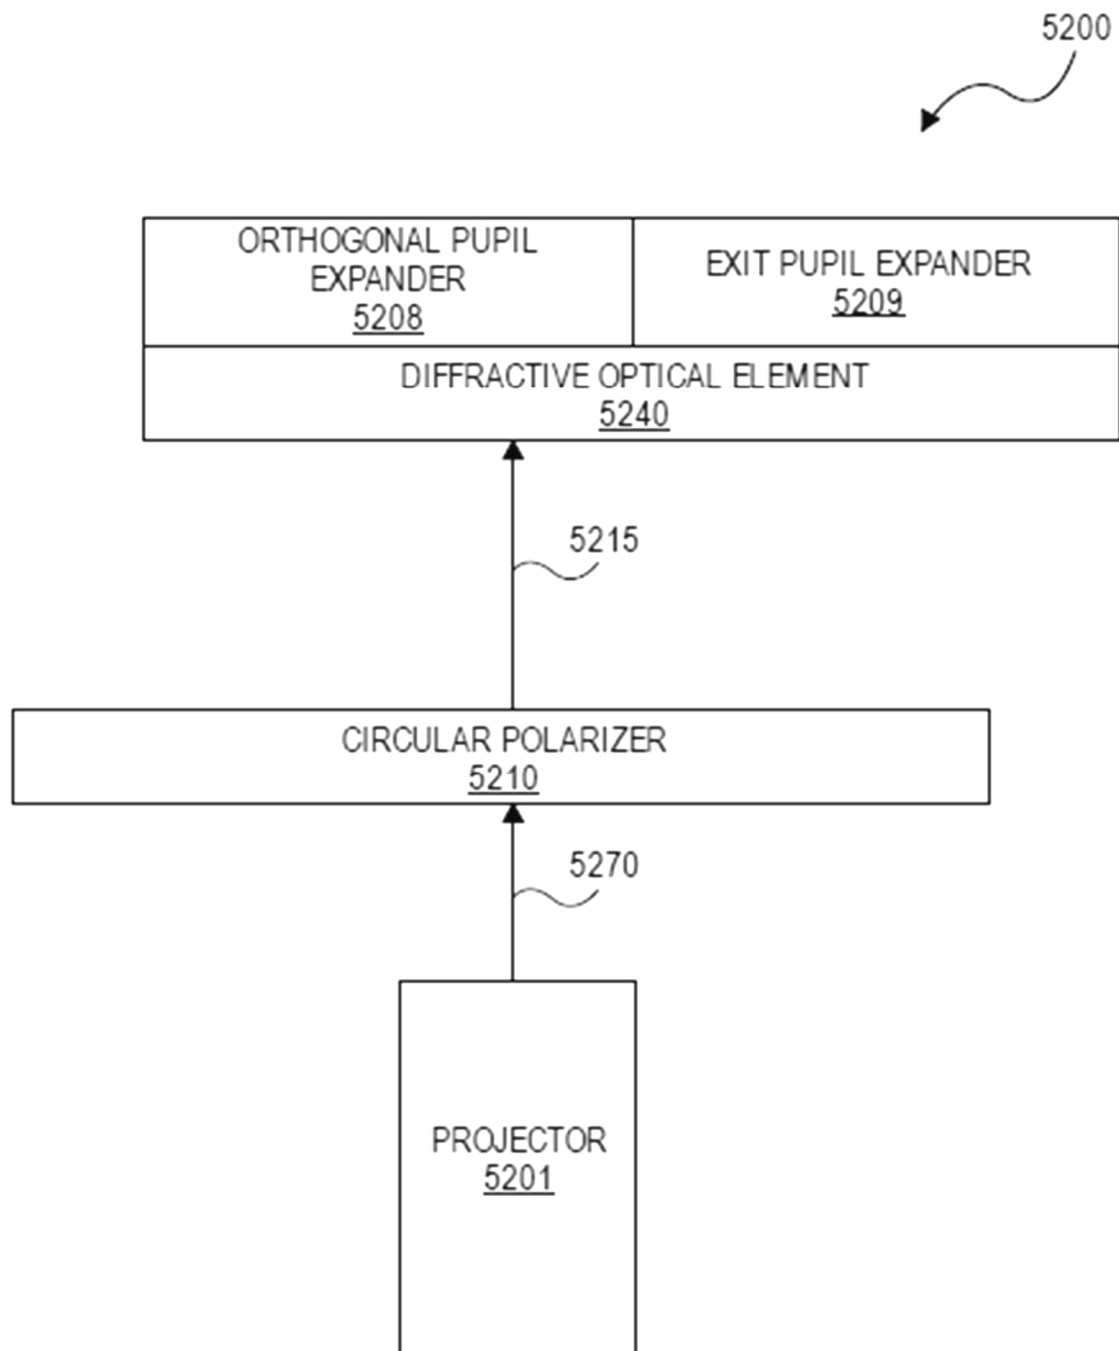 5200
ORTHOGONAL PUPIL
EXPANDER
5208
EXIT PUPIL EXPANDER
5209
DIFFRACTIVE OPTICAL ELEMENT
5240
5215
CIRCULAR POLARIZER
5210
5270
PROJECTOR
5201